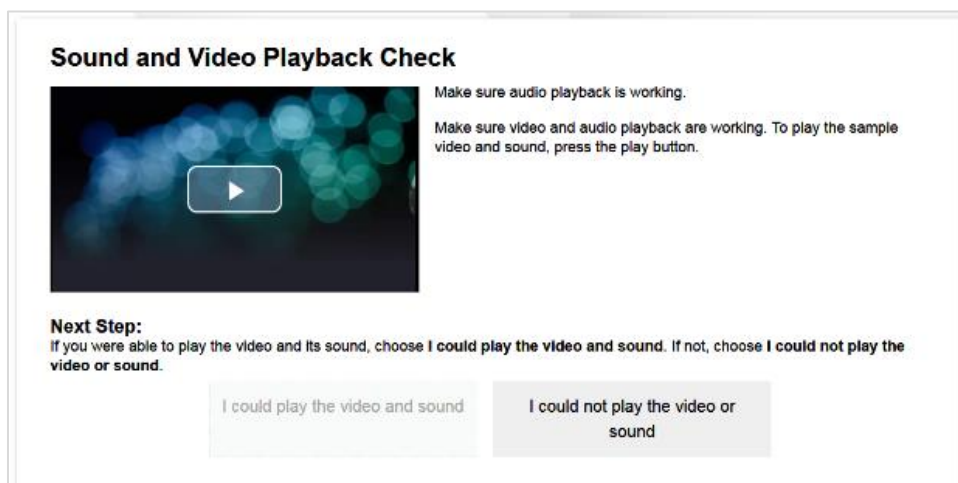 Sound and Video Playback Check
Make sure audio playback is working.
Make sure video and audio playback are working. To play the sample
video and sound, press the play button.
Next Step:
If you were able to play the video and its sound, choose I could play the video and sound. If not, choose I could not play the
video or sound.
I could play the video and sound
I could not play the video or
sound